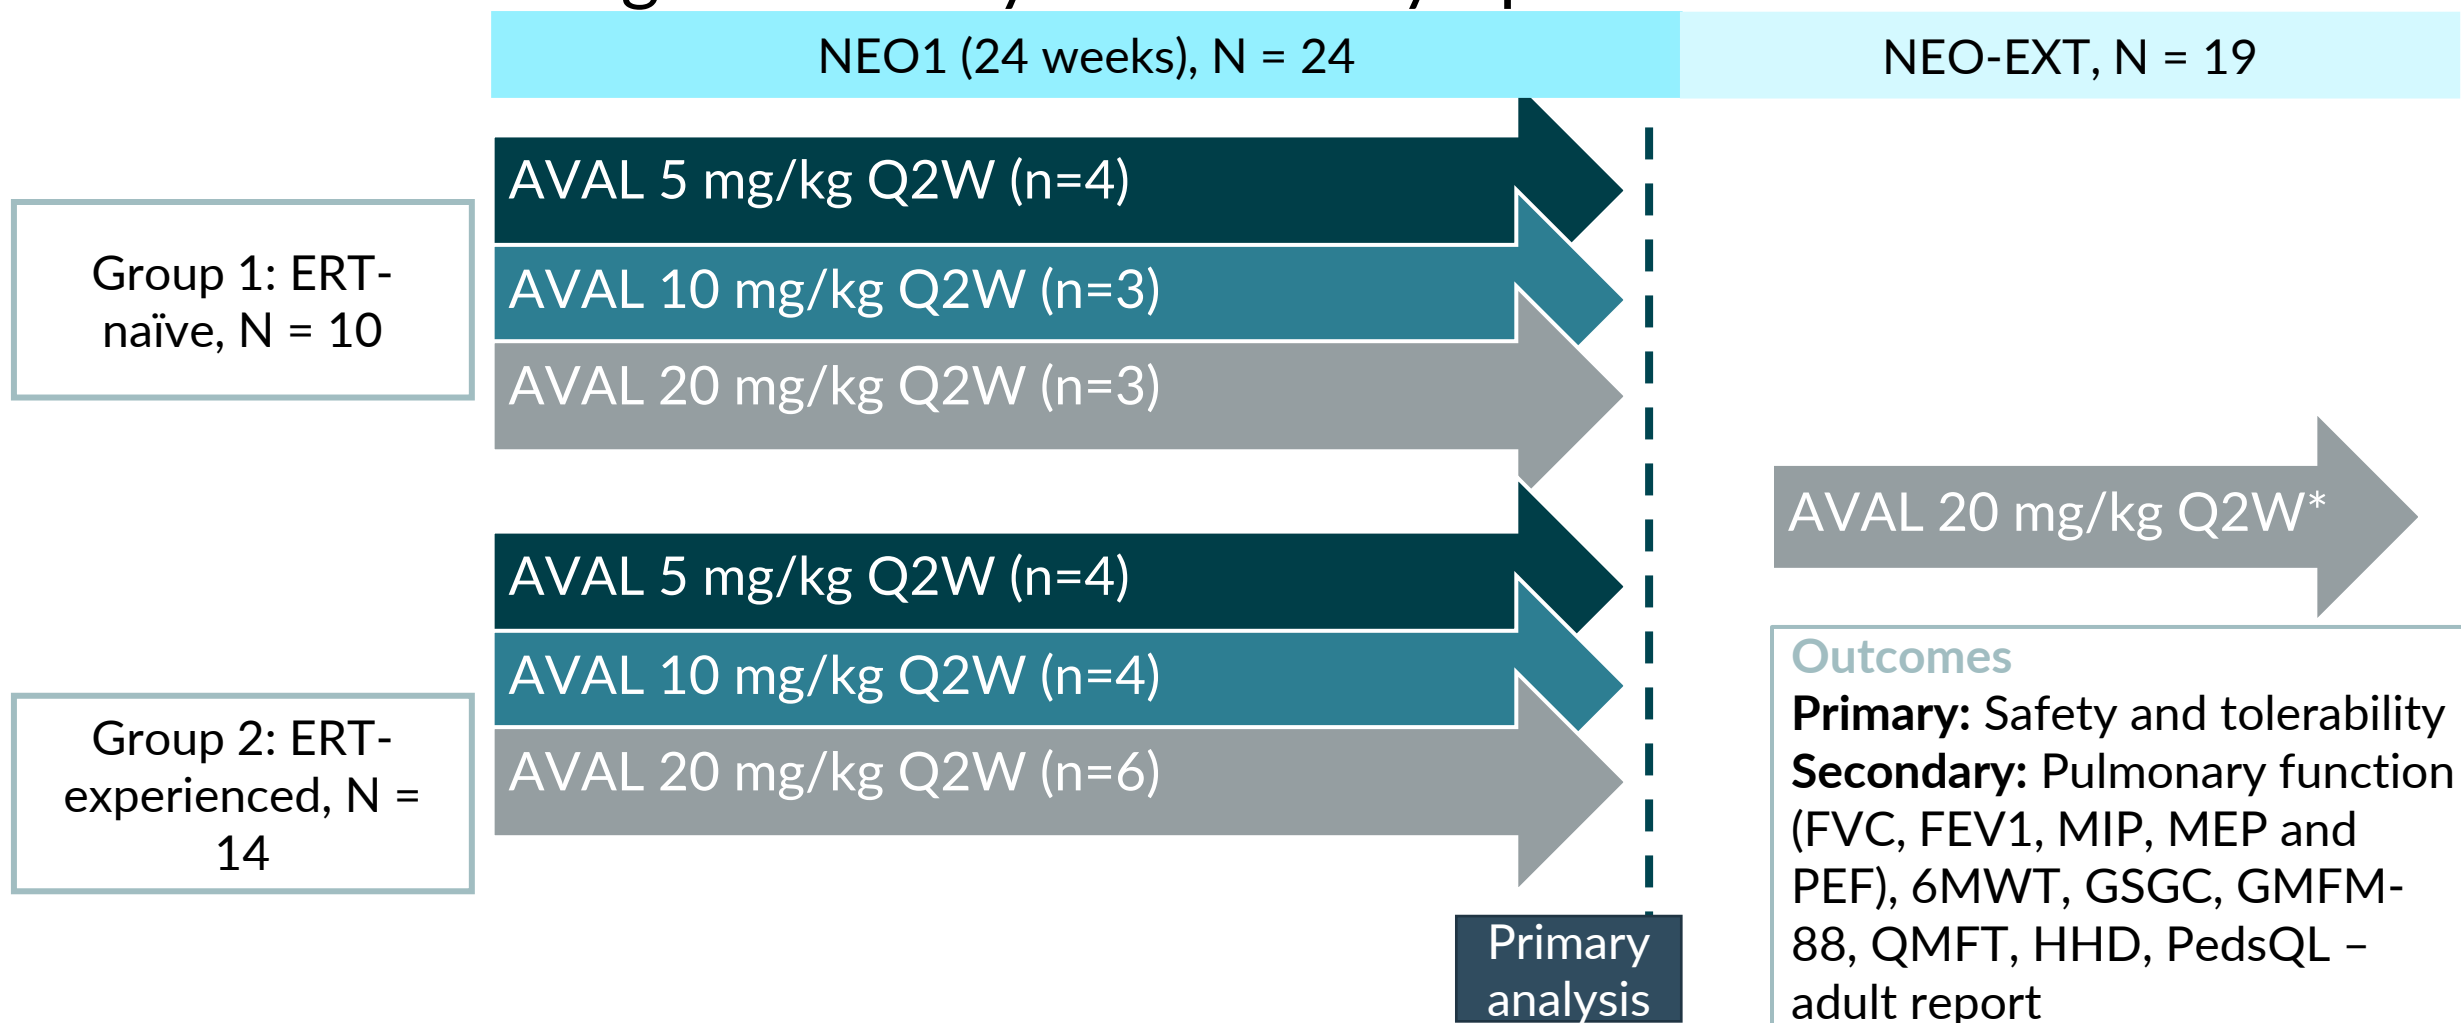 NEO1 (24 weeks), N = 24
NEO-EXT, N = 19
Group 1: ERT-
naïve, N = 10
AVAL 5 mg/kg Q2W (n=4)
AVAL 10 mg/kg Q2W (n=3)
AVAL 20 mg/kg Q2W (n=3)
Group 2: ERT-
experienced, N =
14
AVAL 5 mg/kg Q2W (n=4)
AVAL 10 mg/kg Q2W (n=4)
AVAL 20 mg/kg Q2W (n=6)
Primary
analysis
AVAL 20 mg/kg Q2W*
Outcomes
Primary: Safety and tolerability
Secondary: Pulmonary function
(FVC, FEV1, MIP, MEP and
PEF), 6MWT, GSGC, GMFM-
88, QMFT, HHD, PedsQL –
adult report